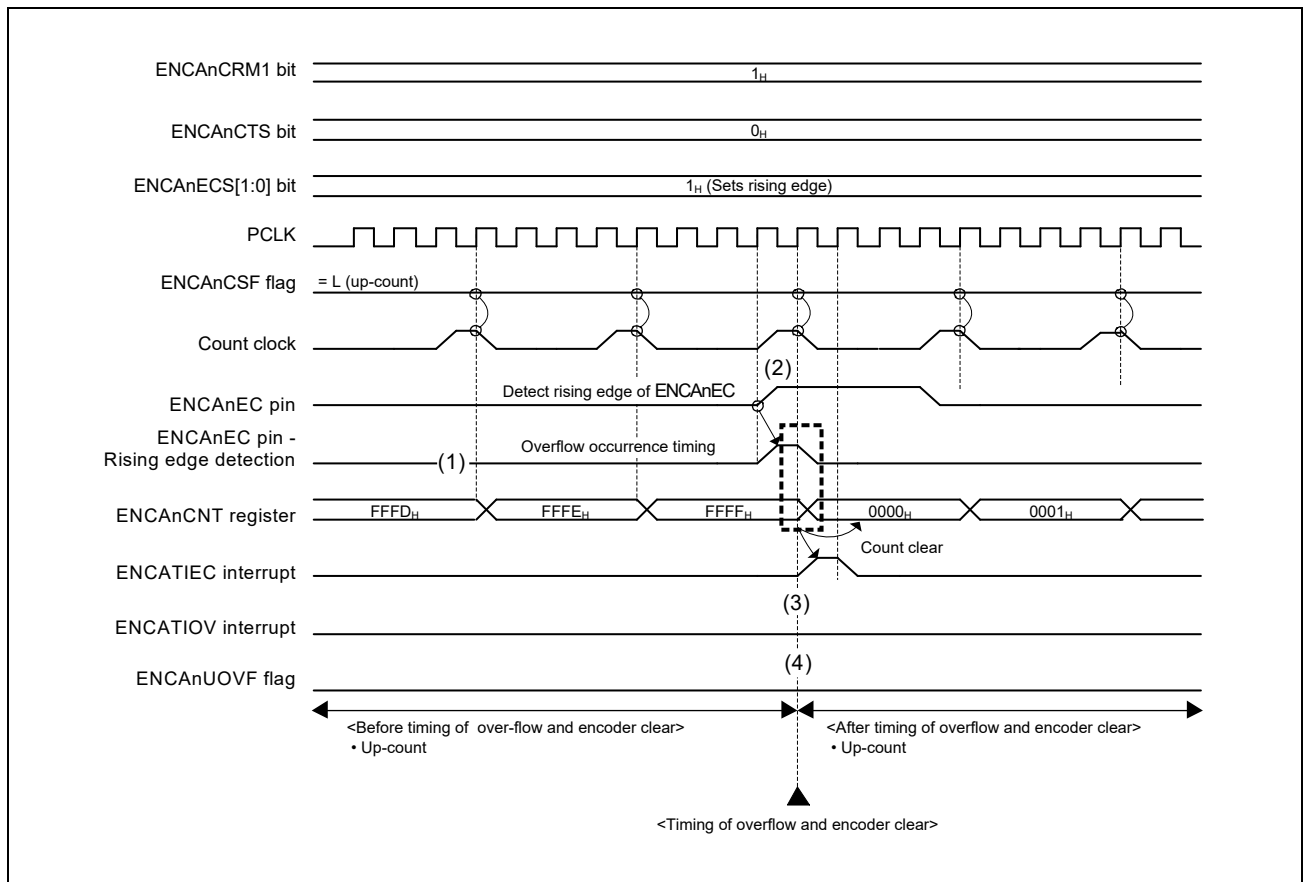 ENCAnCRM1 bit
1H
ENCAnCTS bit
0H
ENCAnECS[1:0] bit
1H (Sets rising edge)
PCLK
ENCAnCSF flag
= L (up-count)
Count clock
(2)
Detect rising edge of ENCAnEC
ENCAnEC pin
ENCAnEC pin -
Rising edge detection
(1)
Overflow occurrence timing
ENCAnCNT register
FFFDH
FFFEH
FFFFH
0000H
0001H
Count clear
ENCATIEC interrupt
(3)
ENCATIOV interrupt
(4)
ENCAnUOVF flag
<Before timing of over-flow and encoder clear>
• Up-count
<After timing of overflow and encoder clear>
• Up-count
<Timing of overflow and encoder clear>